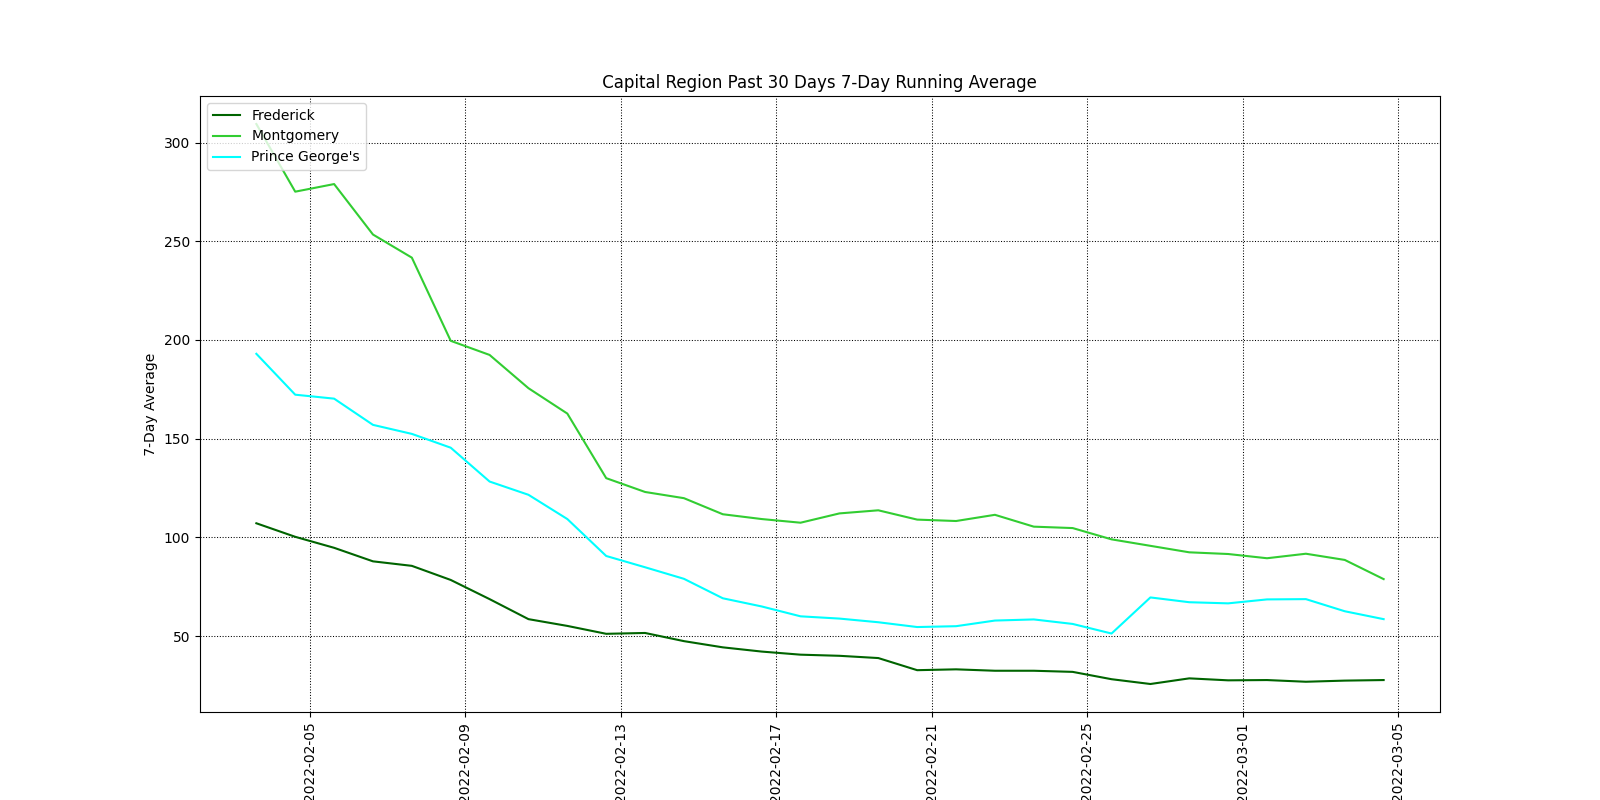 Capital Region Past 30 Days 7-Day Running Average
Frederick
Montgomery
Prince George's
300
250
200
150
100
50
7-Day Average
2022-02-05
2022-02-09
2022-02-13
2022-02-17
2022-02-21
2022-02-25
2022-03-01
2022-03-05